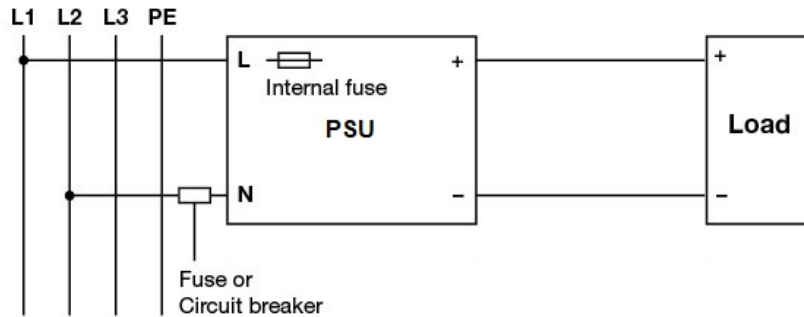 L1 L2 L3 PE
L
+
+
Internal fuse
PSU
Load
N
−
−
Fuse or
Circuit breaker